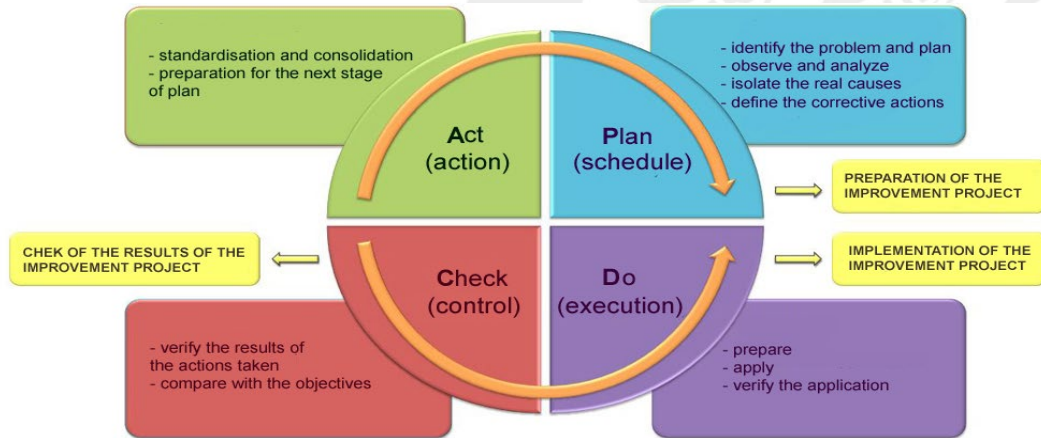 - standardisation and consolidation
- preparation for the next stage
of plan
- identify the problem and plan
- observe and analyze
- isolate the real causes
- define the corrective actions
Act
(action)
Plan
(schedule)
PREPARATION OF THE
IMPROVEMENT PROJECT
CHEK OF THE RESULTS OF THE
IMPROVEMENT PROJECT
Check
(control)
Do
(execution)
IMPLEMENTATION OF THE
IMPROVEMENT PROJECT
- verify the results of
the actions taken
- compare with the objectives
- prepare
- apply
- verify the application